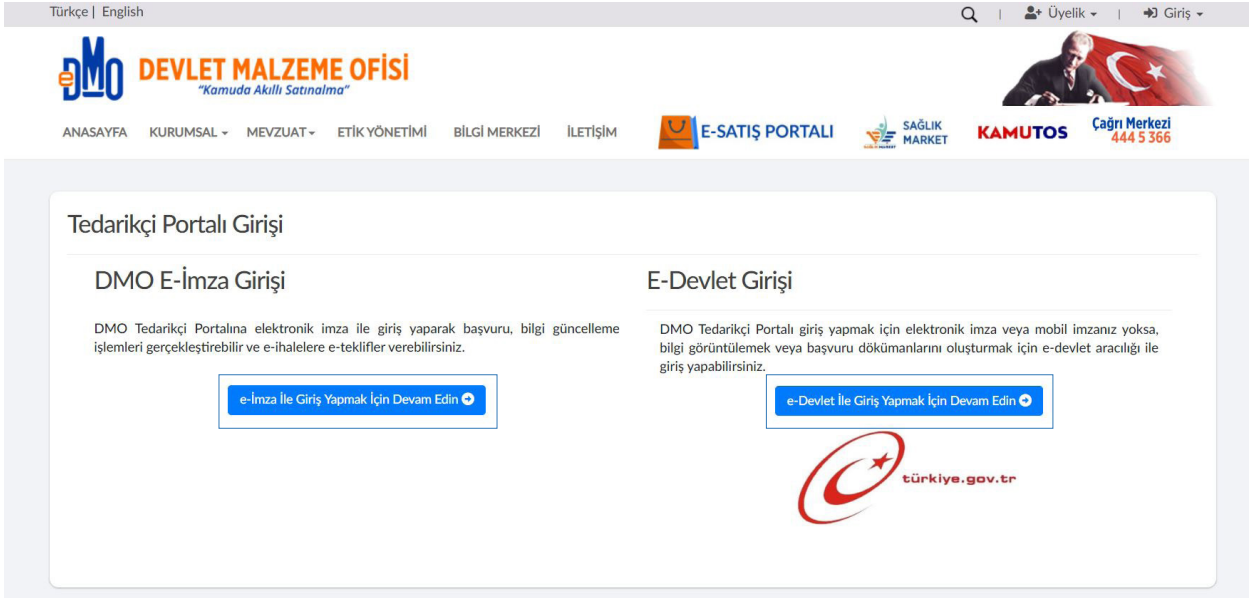 Türkçe | English
Üyelik
Giriş
eDMO
DEVLET MALZEME OFİSİ
"Kamuda Akıllı Satınalma"
ANASAYFA KURUMSAL MEVZUAT ETİK YÖNETİMİ BİLGİ MERKEZİ İLETİŞİM
E-SATIŞ PORTALI
SAĞLIK
MARKET
KAMUTOS
Çağrı Merkezi
444 5 366
Tedarikçi Portalı Girişi
DMO E-İmza Girişi
DMO Tedarikçi Portalına elektronik imza ile giriş yaparak başvuru, bilgi güncelleme
işlemleri gerçekleştirebilir ve e-ihalelere e-teklifler verebilirsiniz.
e-İmza İle Giriş Yapmak İçin Devam Edin
E-Devlet Girişi
DMO Tedarikçi Portalı giriş yapmak için elektronik imza veya mobil imzanız yoksa,
bilgi görüntülemek veya başvuru dökümanlarını oluşturmak için e-devlet aracılığı ile
giriş yapabilirsiniz.
e-Devlet İle Giriş Yapmak İçin Devam Edin
türkiye.gov.tr